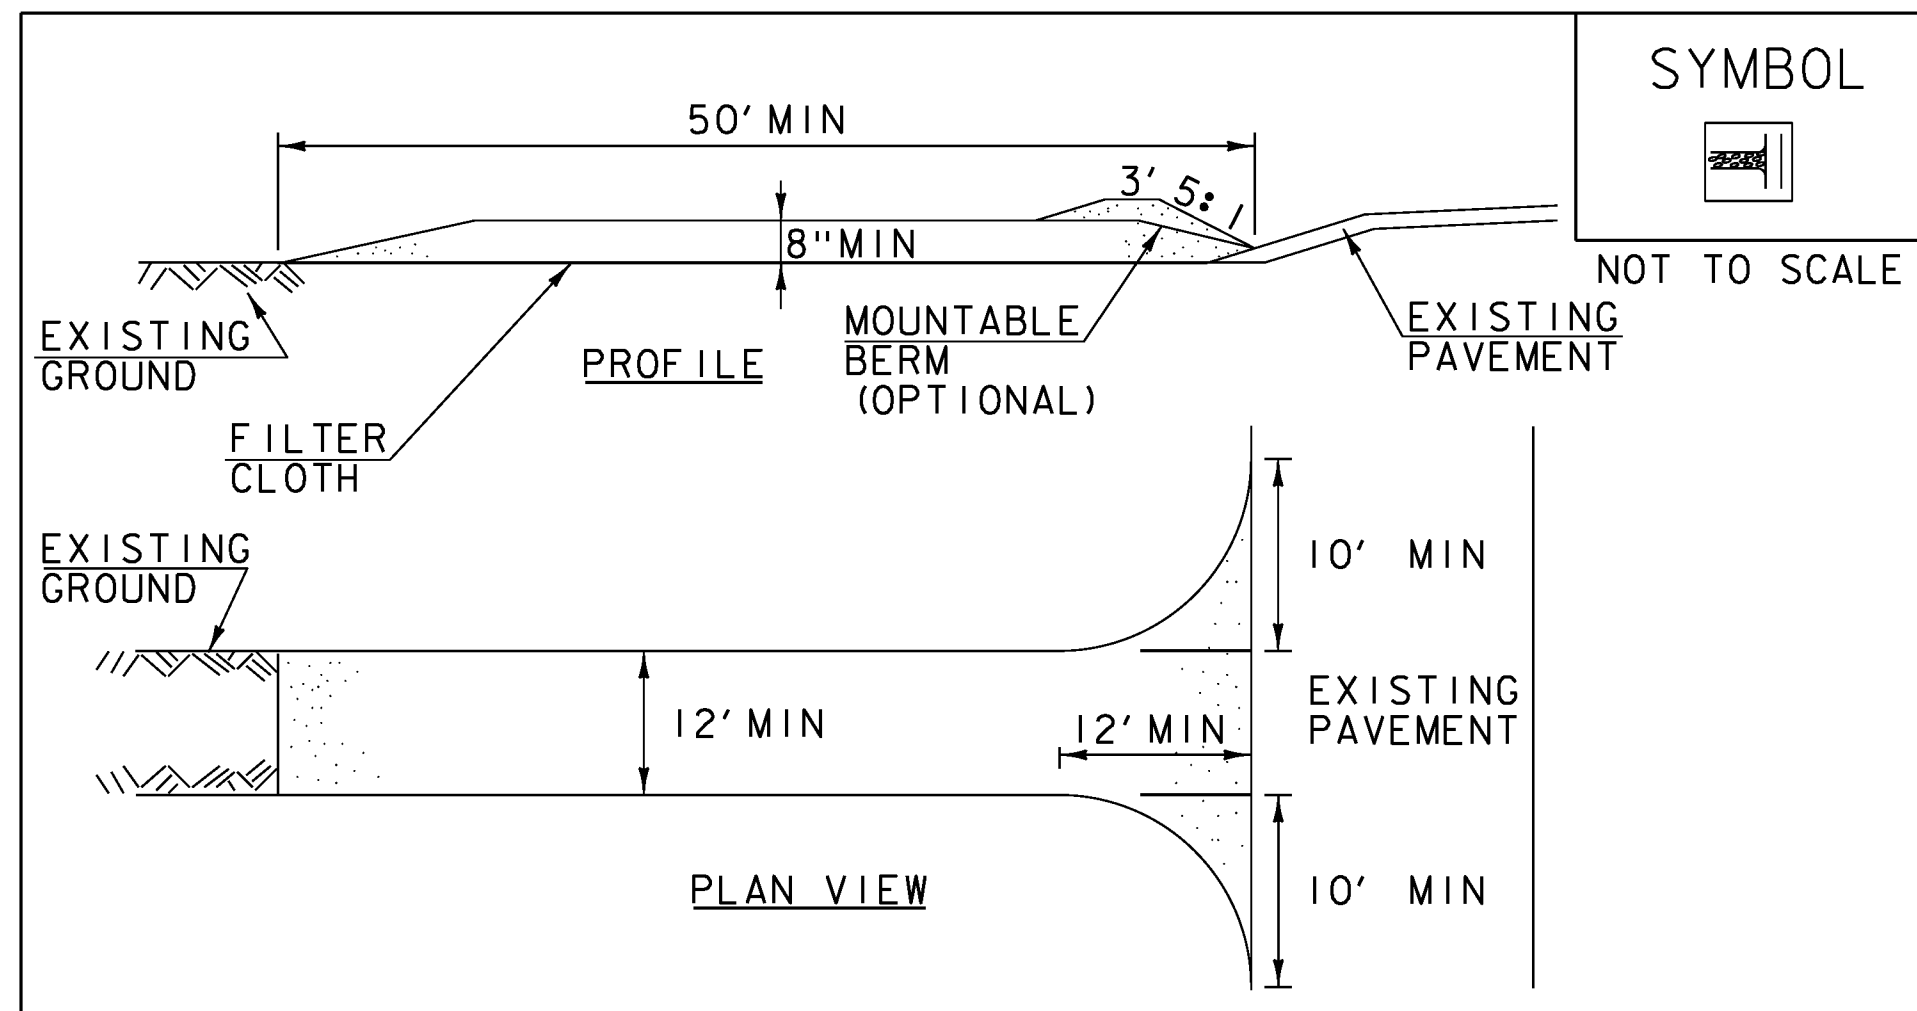 SYMBOL
NOT TO SCALE
50' MIN
3' 5:1
8" MIN
EXISTING
GROUND
PROFILE
MOUNTABLE
BERM
(OPTIONAL)
EXISTING
PAVEMENT
FILTER
CLOTH
EXISTING
GROUND
10' MIN
12' MIN
12' MIN
EXISTING
PAVEMENT
10' MIN
PLAN VIEW